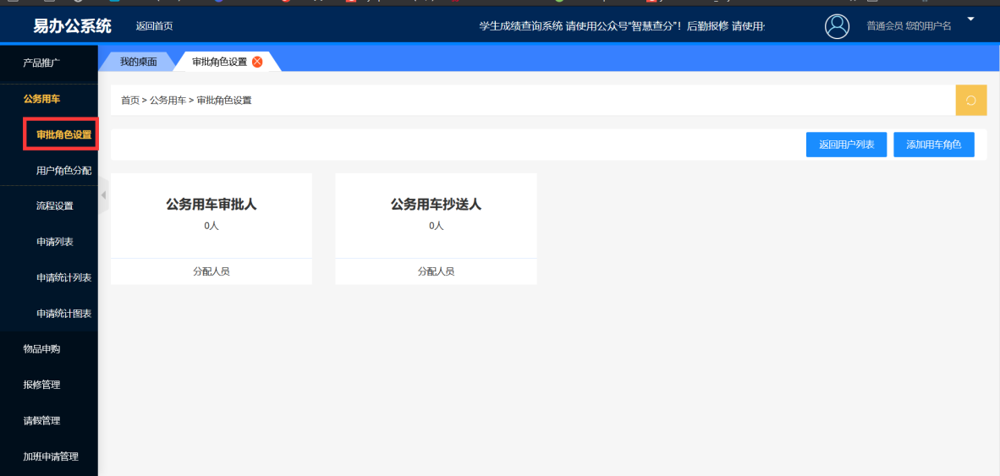 易办公系统
返回首页
学生成绩查询系统 请使用公众号“智慧查分”！后勤报修 请使用:
普通会员 您的用户名
产品推广
公务用车
审批角色设置
用户角色分配
流程设置
申请列表
申请统计列表
申请统计图表
物品申购
报修管理
请假管理
加班申请管理
我的桌面
审批角色设置
首页 > 公务用车 > 审批角色设置
返回用户列表
添加用车角色
公务用车审批人
0人
分配人员
公务用车抄送人
0人
分配人员